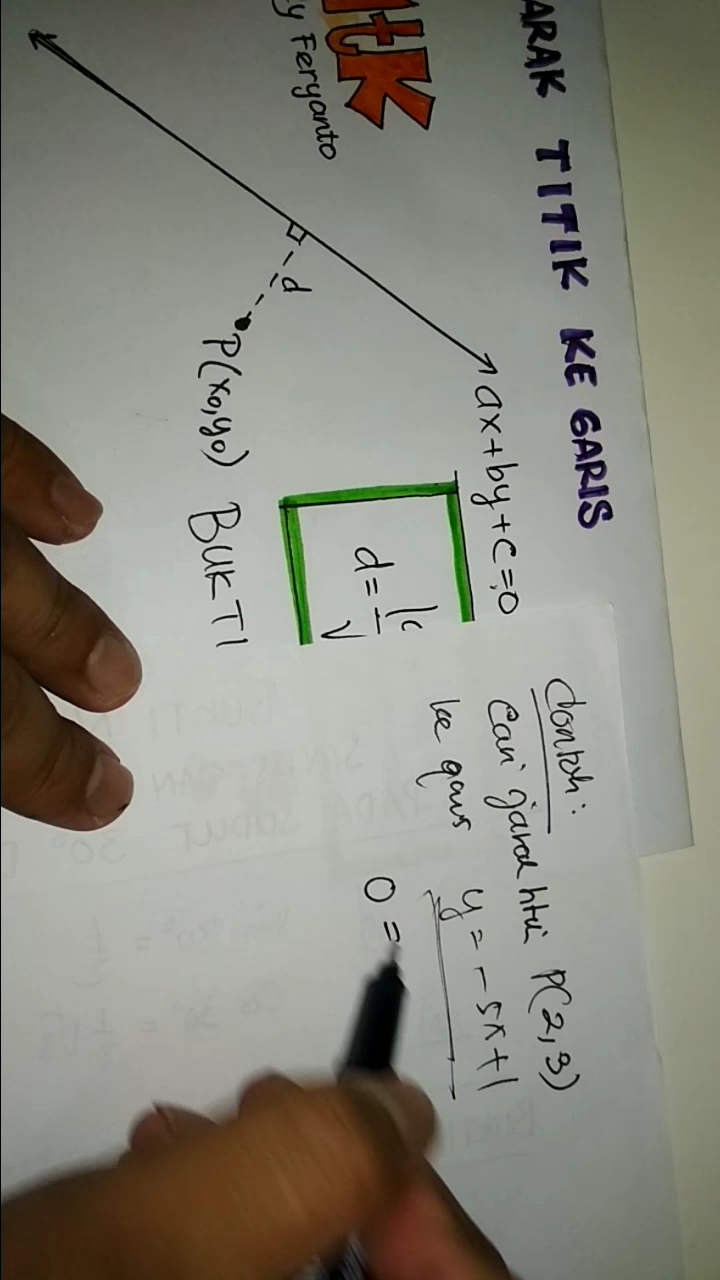 ARAK TITIK KE GARIS
tk
y Feryanto
ax+by+c=0
d
P(x0,y0)
d=
BUKTI
Contoh:
Cari jarak titik P(2,3)
ke garis y = -5x+1
0 =